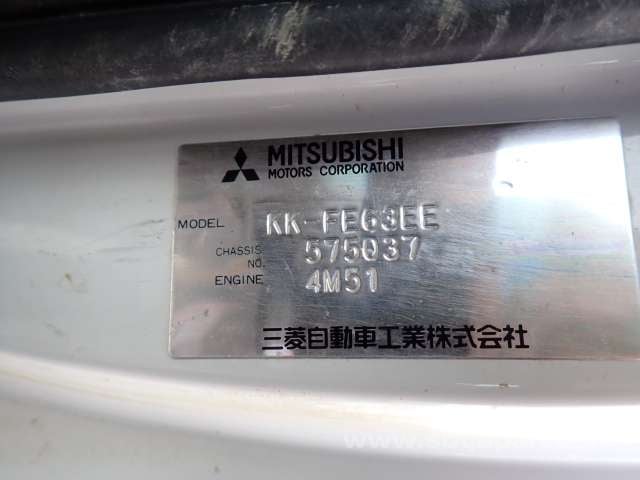 MITSUBISHI
MOTORS CORPORATION
MODEL KK-FE63EE
CHASSIS NO. 575037
ENGINE 4M51
三菱自動車工業株式会社